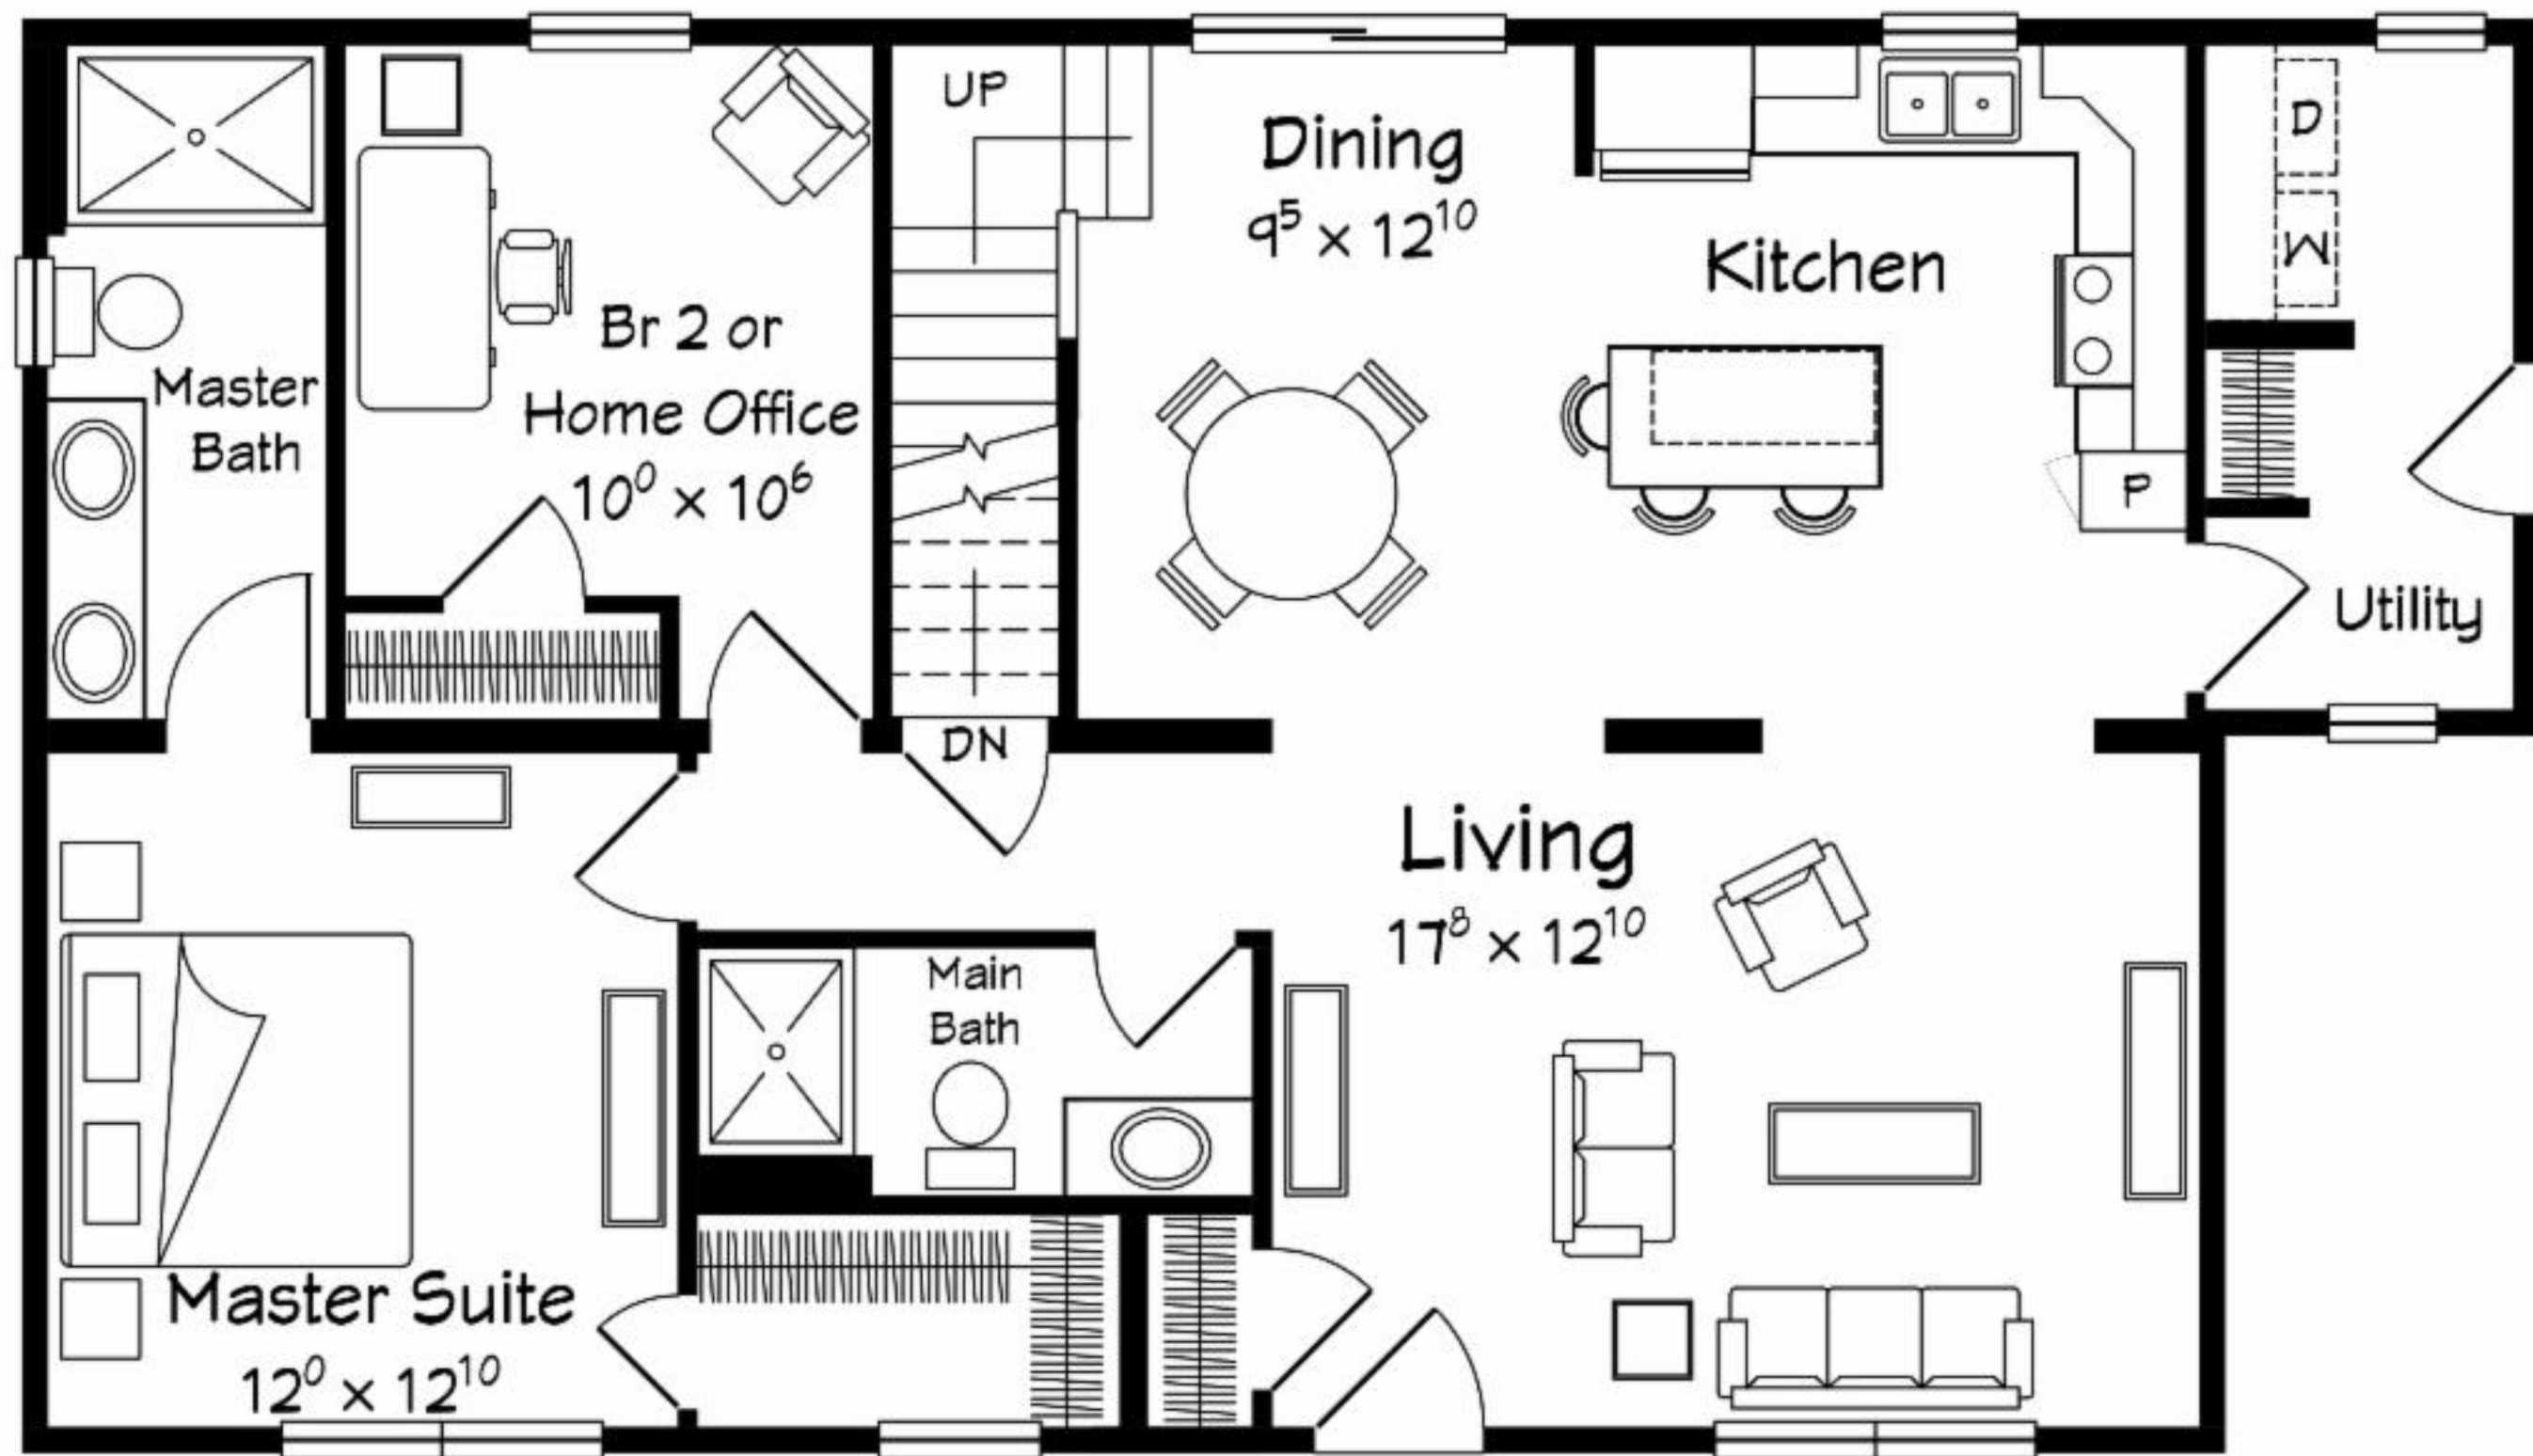 UP
Dining
9⁵ x 12¹⁰
Kitchen
D
W
Master
Bath
Br 2 or
Home Office
10⁰ x 10⁶
P
Utility
DN
Living
17⁸ x 12¹⁰
Main
Bath
Master Suite
12⁰ x 12¹⁰